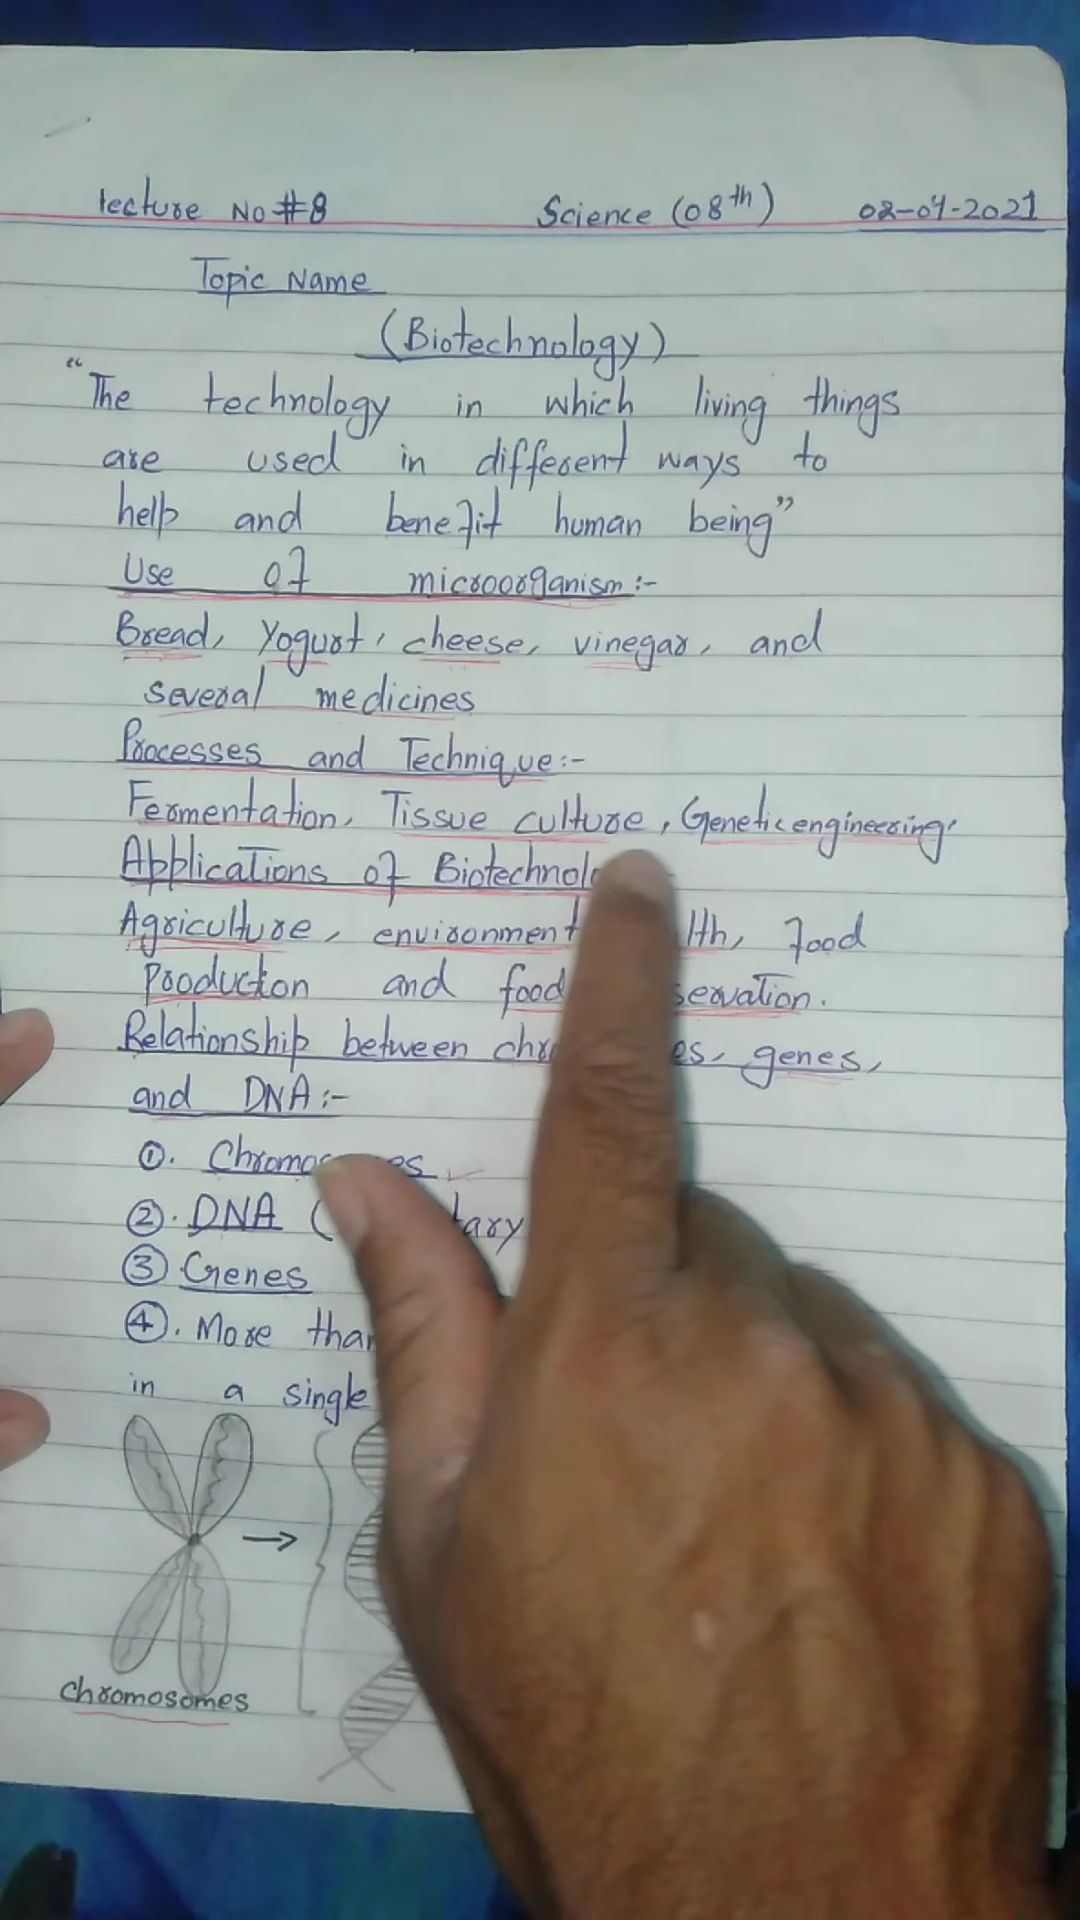 lecture No #8 Science (08th) 02-04-2021
Topic Name
(Biotechnology)
"The technology in which living things
are used in different ways to
help and benefit human being"
Use of microorganism:-
Bread, Yogurt, cheese, vinegar, and
several medicines
Processes and Technique:-
Fermentation, Tissue culture, Genetic engineering,
Applications of
Agriculture, food
Production and food
Relationship between genes,
and DNA:-
①.
②. DNA (
③ Genes
④. More
in a single
Chromosomes